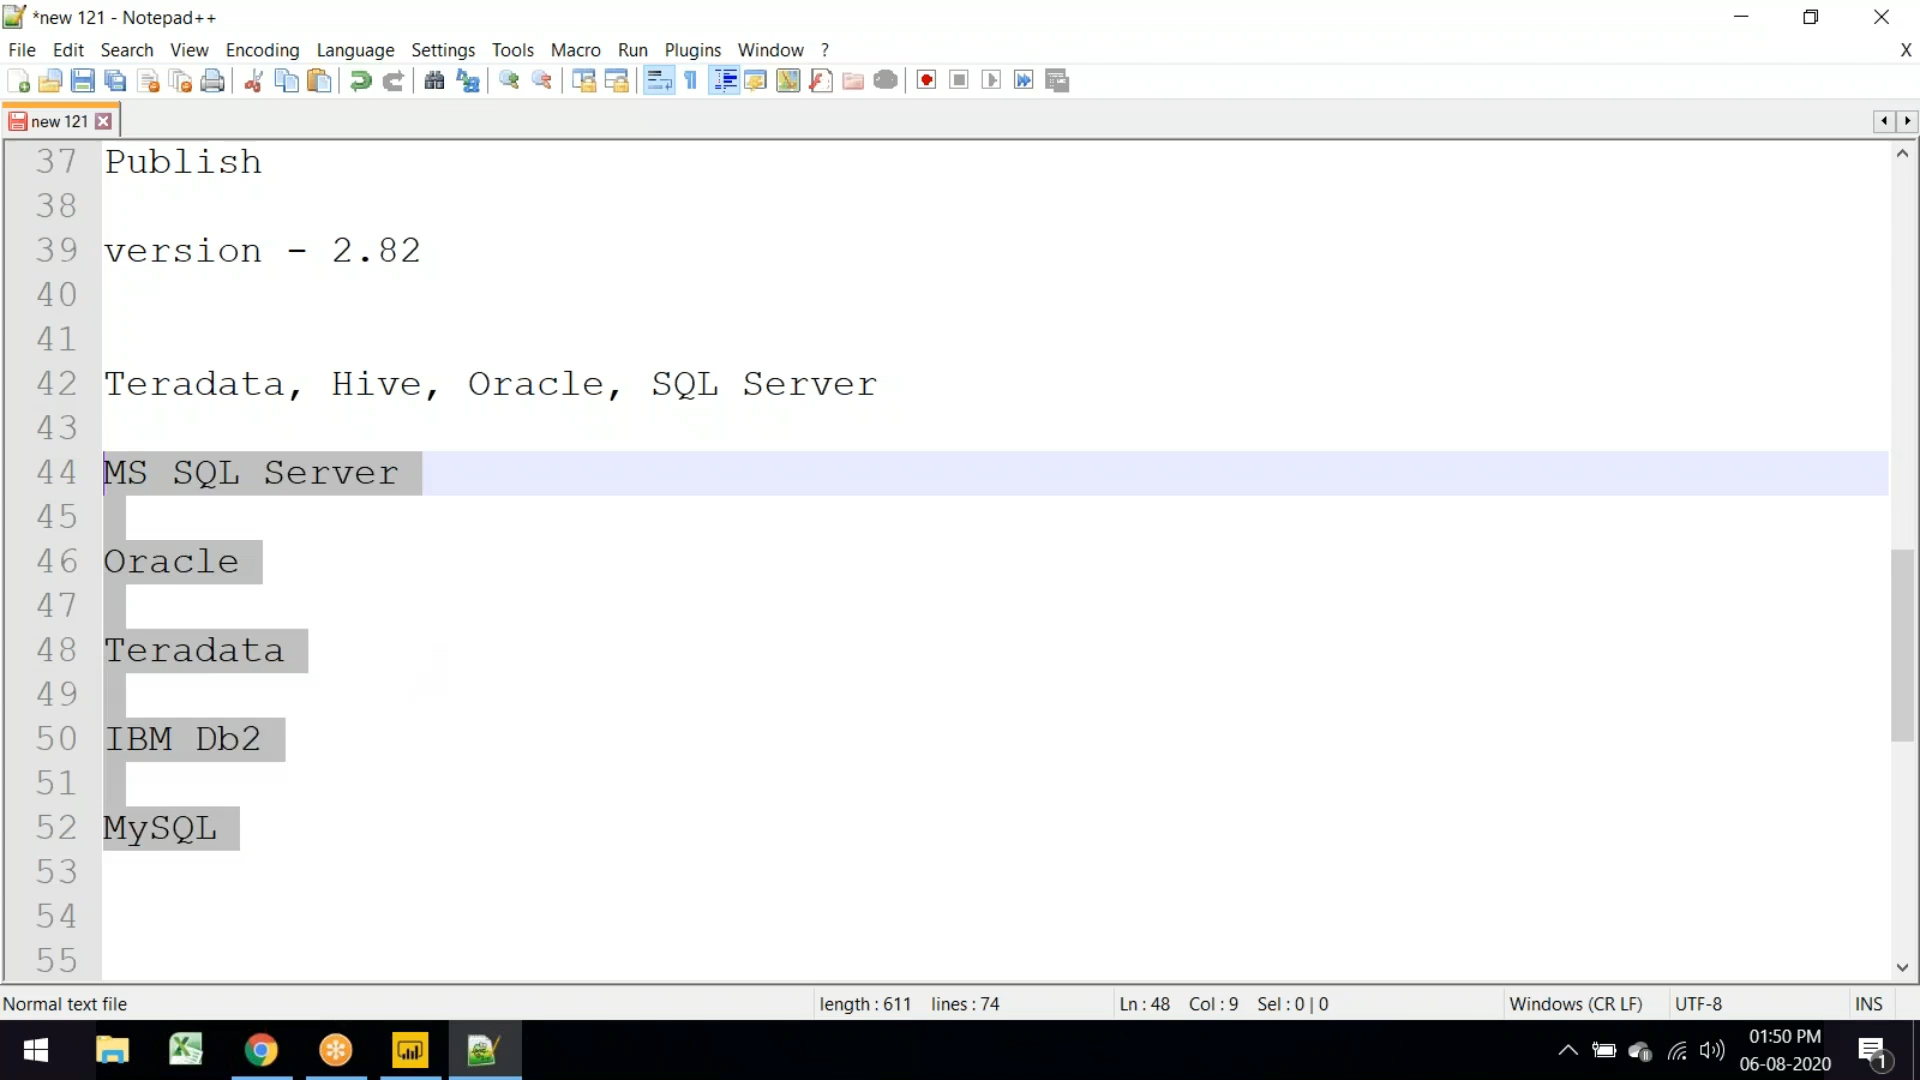 *new 121 - Notepad++
File Edit Search View Encoding Language Settings Tools Macro Run Plugins Window ? X
new 121
37 Publish
38
39 version - 2.82
40
41
42 Teradata, Hive, Oracle, SQL Server
43
44 MS SQL Server
45
46 Oracle
47
48 Teradata
49
50 IBM Db2
51
52 MySQL
53
54
55
Normal text file length : 611 lines : 74 Ln : 48 Col : 9 Sel : 0 | 0 Windows (CR LF) UTF-8 INS
01:50 PM
06-08-2020
1